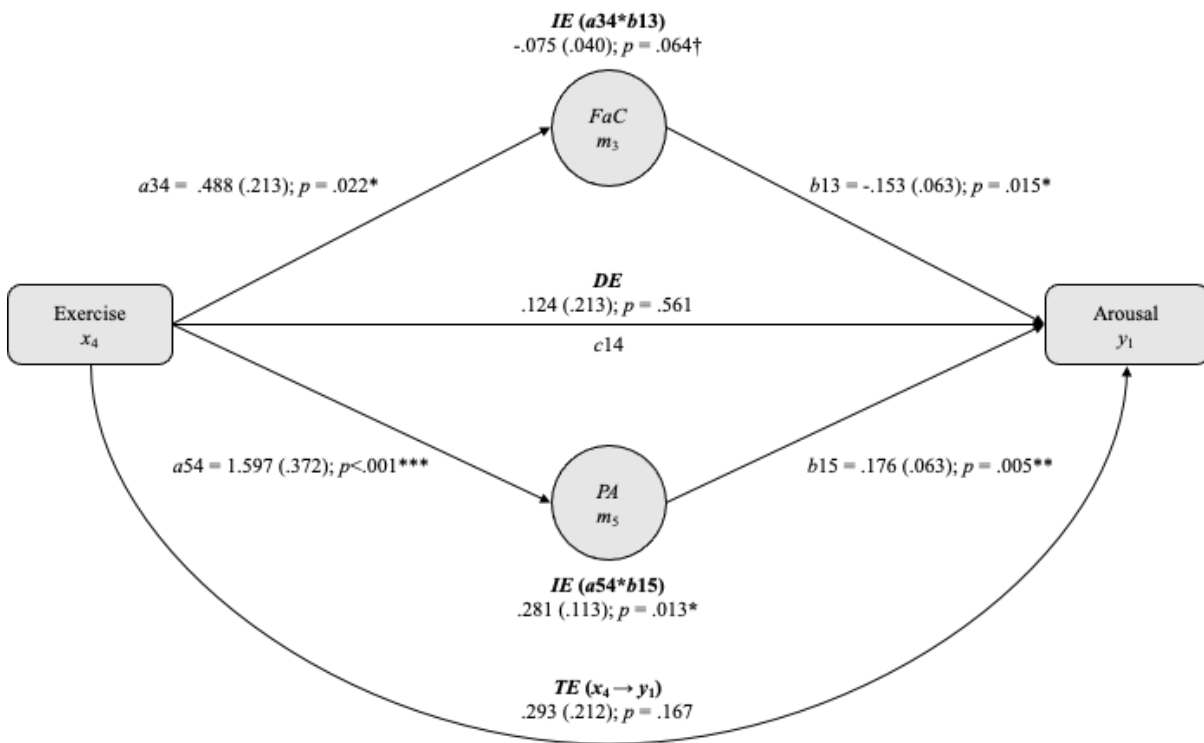 IE (a34*b13)
-.075 (.040); p = .064†
FaC
m3
a34 = .488 (.213); p = .022*
b13 = -.153 (.063); p = .015*
DE
.124 (.213); p = .561
Exercise
x4
c14
Arousal
y1
a54 = 1.597 (.372); p<.001***
b15 = .176 (.063); p = .005**
PA
m5
IE (a54*b15)
.281 (.113); p = .013*
TE (x4 → y1)
.293 (.212); p = .167